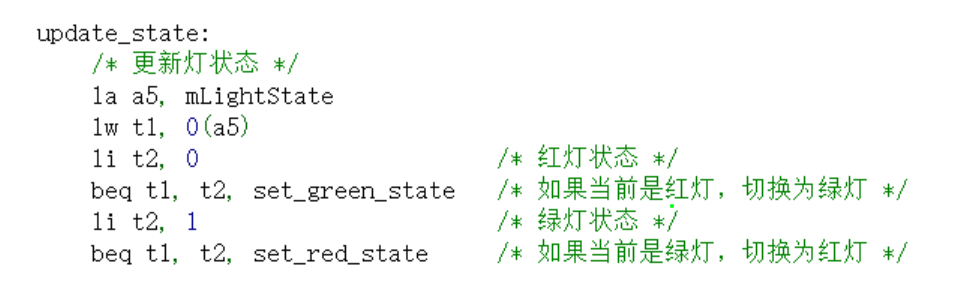 update_state:
/* 更新灯状态 */
la a5, mLightState
lw t1, 0(a5)
li t2, 0 /* 红灯状态 */
beq t1, t2, set_green_state /* 如果当前是红灯，切换为绿灯 */
li t2, 1 /* 绿灯状态 */
beq t1, t2, set_red_state /* 如果当前是绿灯，切换为红灯 */